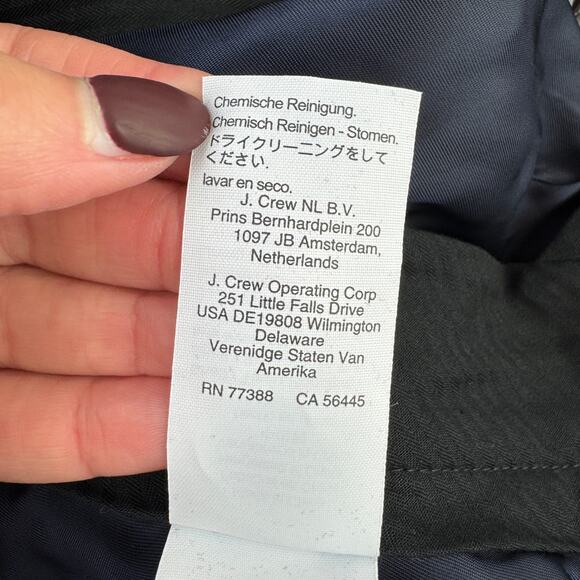 Chemische Reinigung.
Chemisch Reinigen - Stomen.
ドライクリーニングをして
ください.
lavar en seco.
J. Crew NL B.V.
Prins Bernhardplein 200
1097 JB Amsterdam,
Netherlands
J. Crew Operating Corp
251 Little Falls Drive
USA DE19808 Wilmington
Delaware
Verenidge Staten Van
Amerika
RN 77388 CA 56445